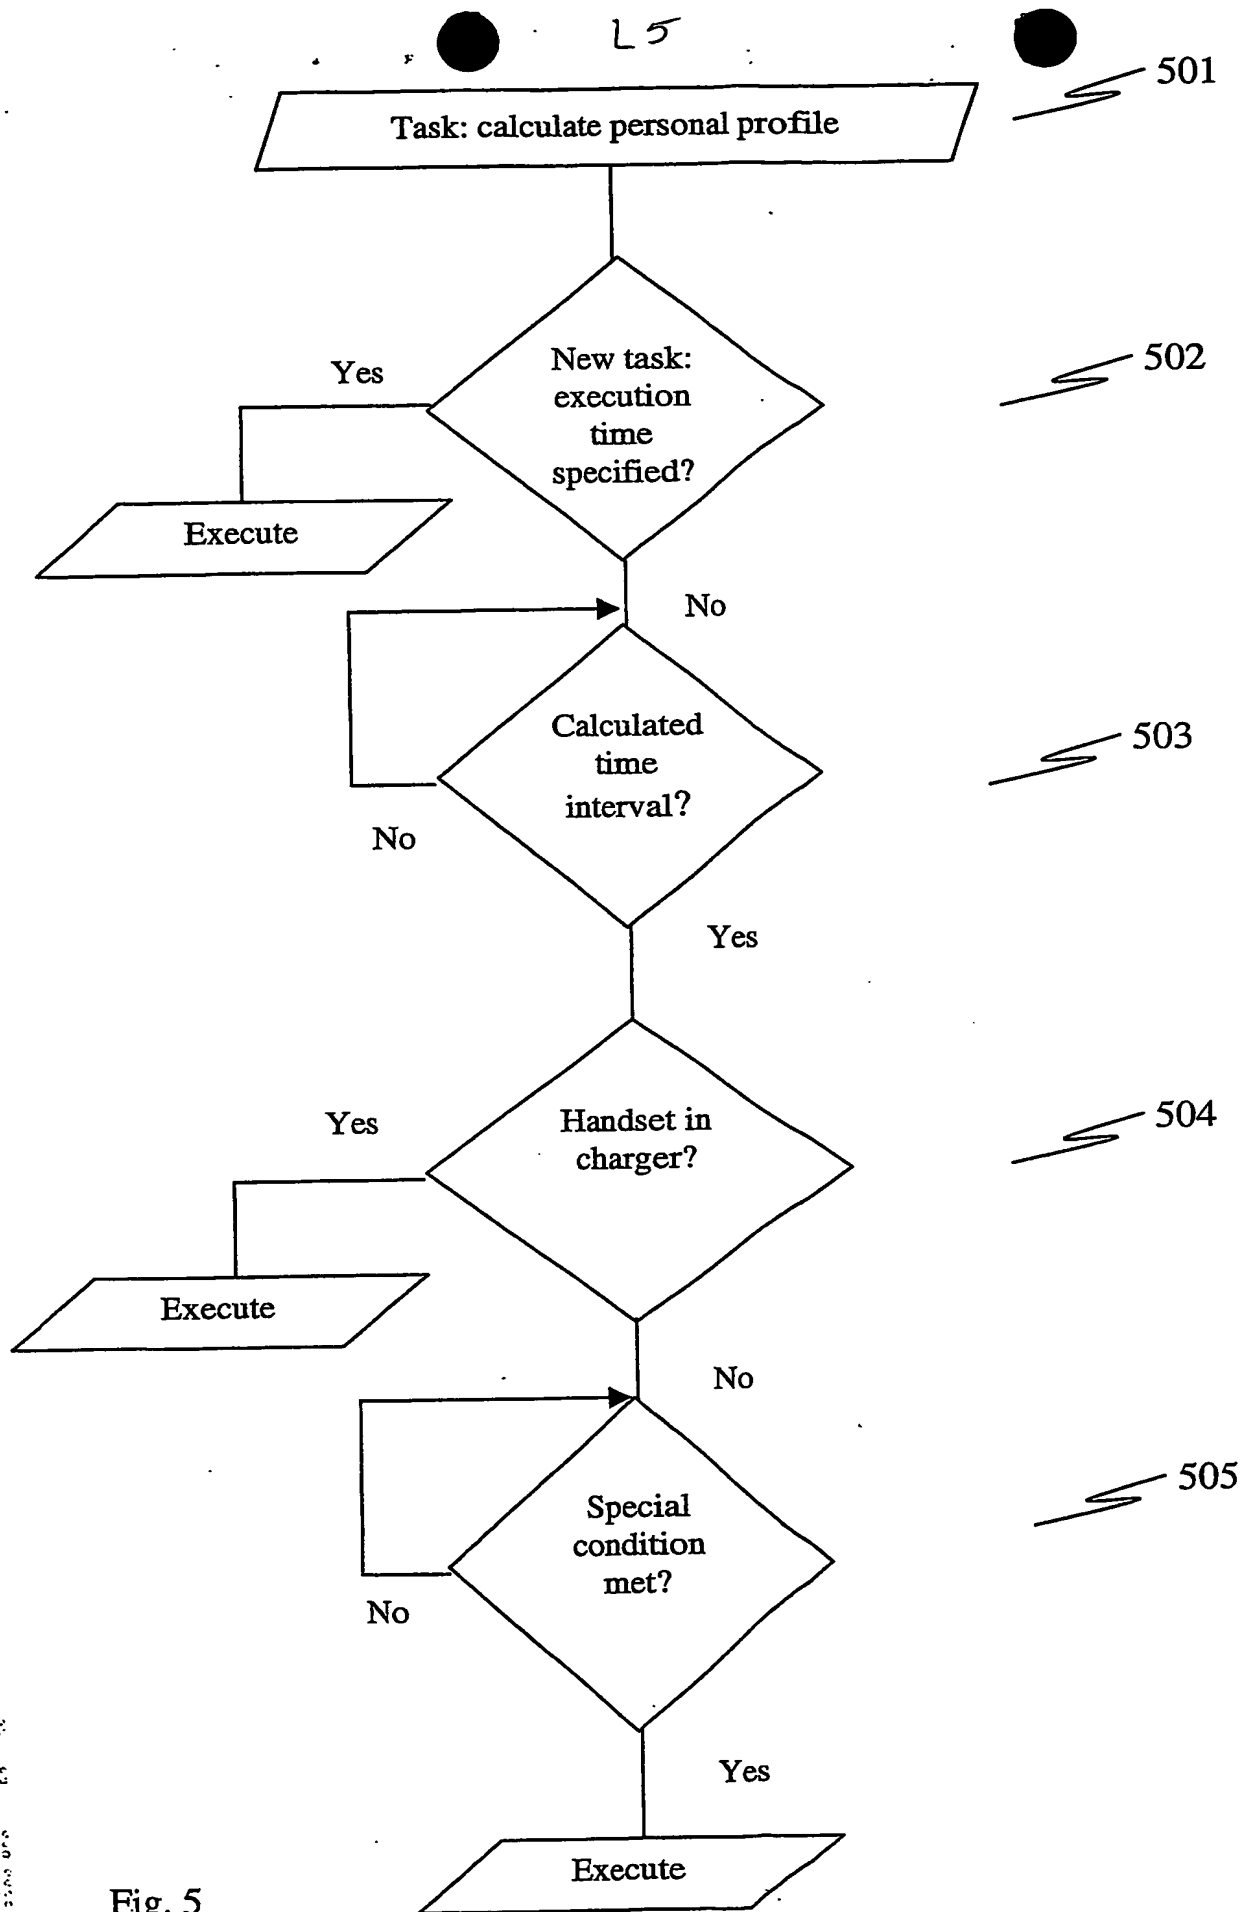 L5
501
Task: calculate personal profile
502
Yes
New task:
execution
time
specified?
Execute
No
503
Calculated
time
interval?
No
Yes
504
Yes
Handset in
charger?
Execute
No
505
Special
condition
met?
No
Yes
Execute
Fig. 5